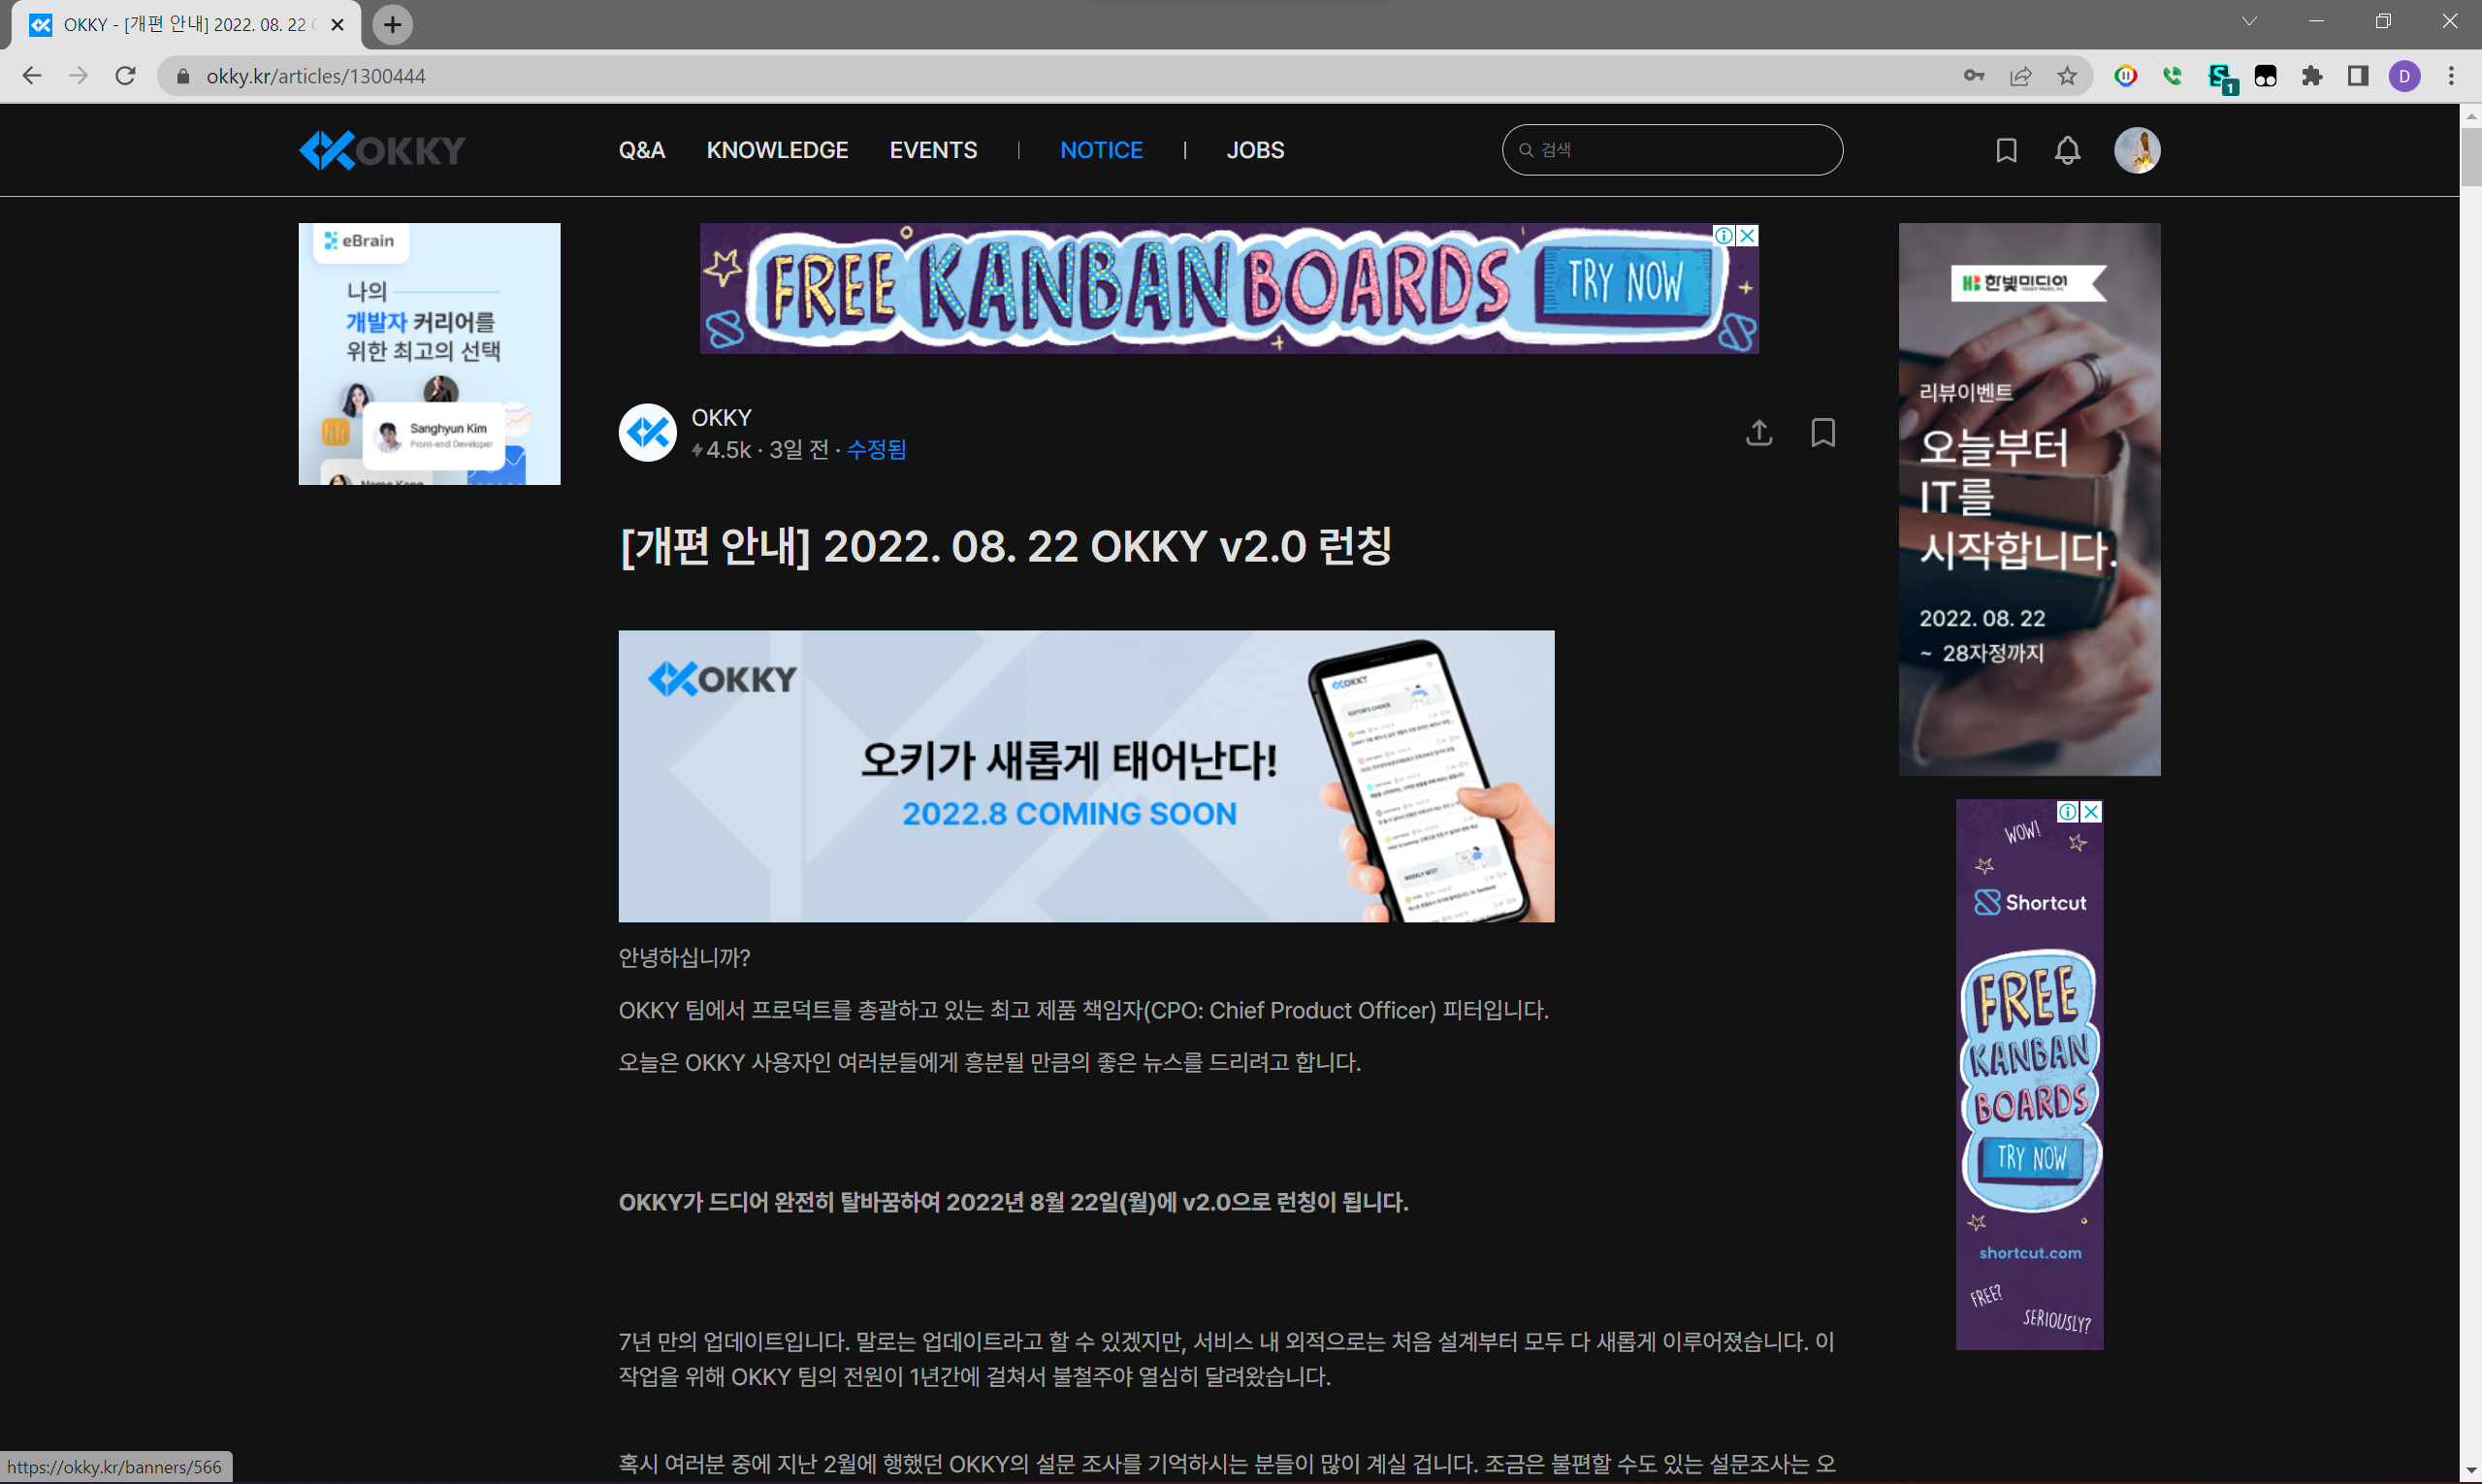 OKKY - [개편 안내] 2022. 08. 22 O
okky.kr/articles/1300444
1
D
OKKY
Q&A
KNOWLEDGE
EVENTS
NOTICE
JOBS
검색
eBrain
나의
개발자 커리어를
위한 최고의 선택
Sanghyun Kim
Front-end Developer
FREE KANBAN BOARDS
TRY NOW
한빛미디어
리뷰이벤트
오늘부터
IT를
시작합니다.
2022. 08. 22
~ 28자정까지
OKKY
4.5k · 3일 전 · 수정됨
[개편 안내] 2022. 08. 22 OKKY v2.0 런칭
OKKY
오키가 새롭게 태어난다!
2022.8 COMING SOON
OKKY
EDITOR'S CHOICE
WEEKLY BEST
안녕하십니까?
OKKY 팀에서 프로덕트를 총괄하고 있는 최고 제품 책임자(CPO: Chief Product Officer) 피터입니다.
오늘은 OKKY 사용자인 여러분들에게 흥분될 만큼의 좋은 뉴스를 드리려고 합니다.
OKKY가 드디어 완전히 탈바꿈하여 2022년 8월 22일(월)에 v2.0으로 런칭이 됩니다.
7년 만의 업데이트입니다. 말로는 업데이트라고 할 수 있겠지만, 서비스 내 외적으로는 처음 설계부터 모두 다 새롭게 이루어졌습니다. 이
작업을 위해 OKKY 팀의 전원이 1년간에 걸쳐서 불철주야 열심히 달려왔습니다.
혹시 여러분 중에 지난 2월에 행했던 OKKY의 설문 조사를 기억하시는 분들이 많이 계실 겁니다. 조금은 불편할 수도 있는 설문조사는 오
WOW!
Shortcut
FREE
KANBAN
BOARDS
TRY NOW
shortcut.com
FREE?
SERIOUSLY?
https://okky.kr/banners/566